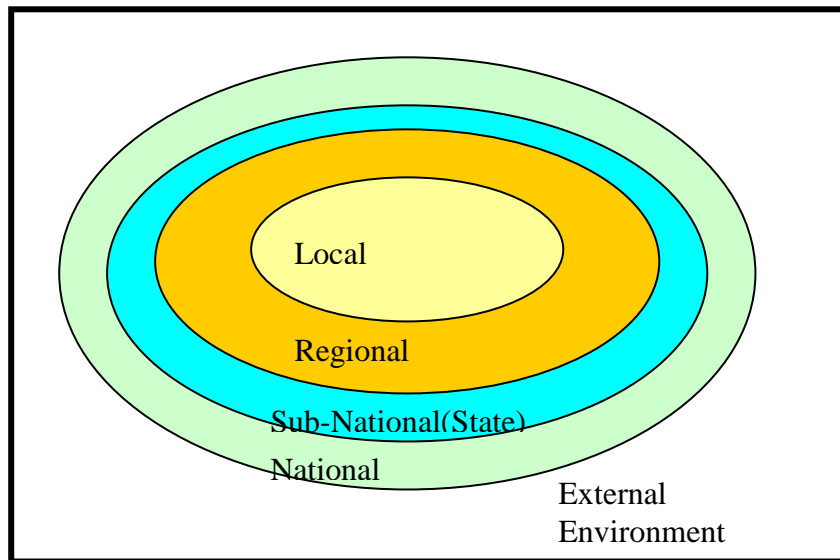 Local
Regional
Sub-National(State)
National
External
Environment